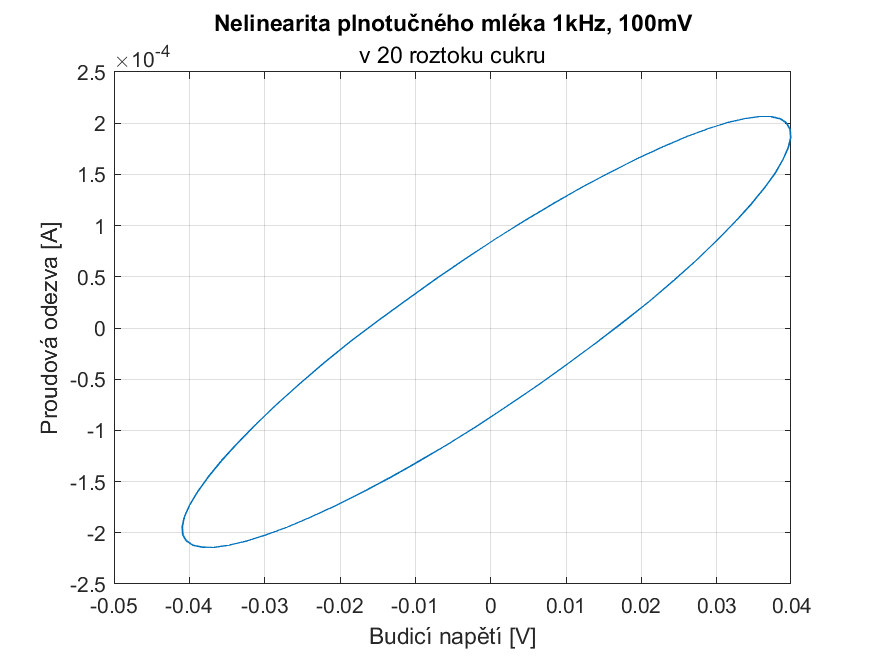 Nelinearita plnotučného mléka 1kHz, 100mV
v 20 roztoku cukru
×10-4
2.5
2
1.5
1
0.5
0
-0.5
-1
-1.5
-2
-2.5
Proudová odezva [A]
-0.05 -0.04 -0.03 -0.02 -0.01 0 0.01 0.02 0.03 0.04
Budicí napětí [V]